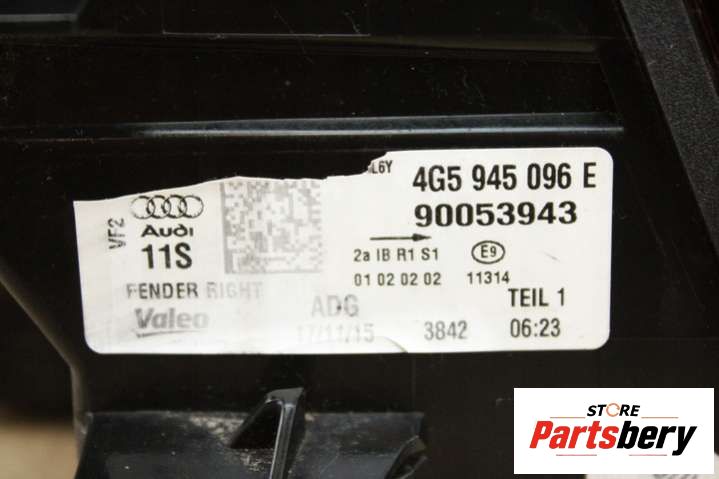 L6Y 4G5 945 096 E
90053943
VF2
Audi
11S
2a IB R1 S1 E9
01 02 02 02 11314
FENDER RIGHT
TEIL 1
ADG
Valeo
17/11/15 3842 06:23
STORE
Partsbery